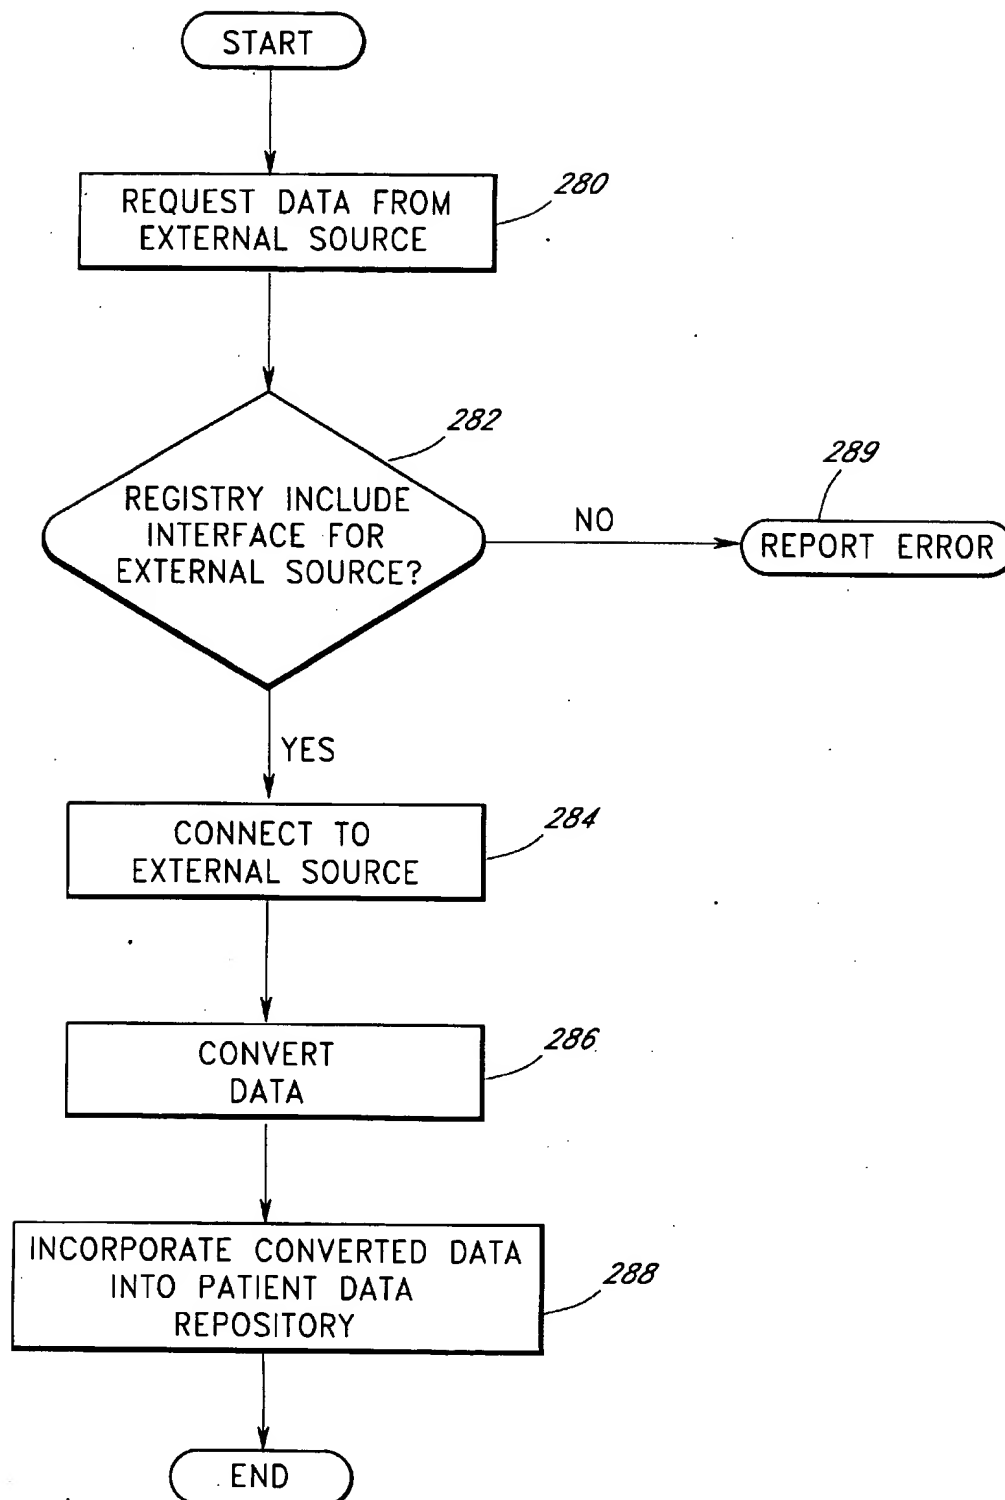 START
REQUEST DATA FROM
EXTERNAL SOURCE
280
REGISTRY INCLUDE
INTERFACE FOR
EXTERNAL SOURCE?
282
NO
REPORT ERROR
289
YES
CONNECT TO
EXTERNAL SOURCE
284
CONVERT
DATA
286
INCORPORATE CONVERTED DATA
INTO PATIENT DATA
REPOSITORY
288
END